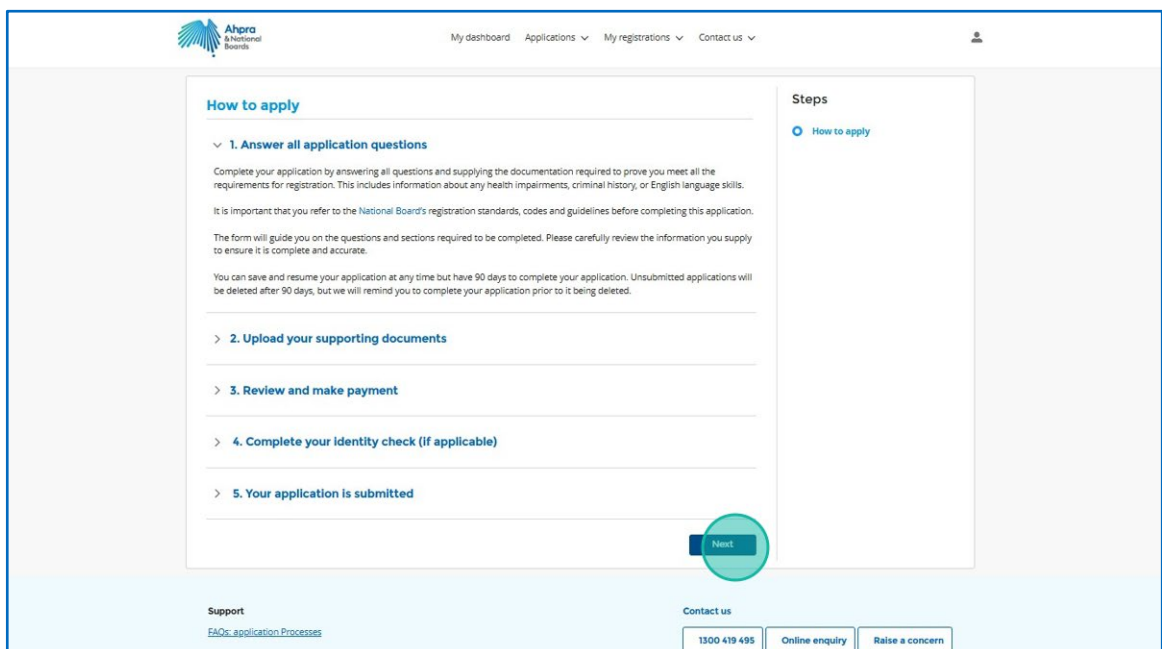 Ahpra
& National
Boards
My dashboard Applications My registrations Contact us
How to apply
1. Answer all application questions
Complete your application by answering all questions and supplying the documentation required to prove you meet all the
requirements for registration. This includes information about any health impairments, criminal history, or English language skills.
It is important that you refer to the National Board's registration standards, codes and guidelines before completing this application.
The form will guide you on the questions and sections required to be completed. Please carefully review the information you supply
to ensure it is complete and accurate.
You can save and resume your application at any time but have 90 days to complete your application. Unsubmitted applications will
be deleted after 90 days, but we will remind you to complete your application prior to it being deleted.
2. Upload your supporting documents
3. Review and make payment
4. Complete your identity check (if applicable)
5. Your application is submitted
Next
Steps
How to apply
Support
FAQs: application Processes
Contact us
1300 419 495 Online enquiry Raise a concern